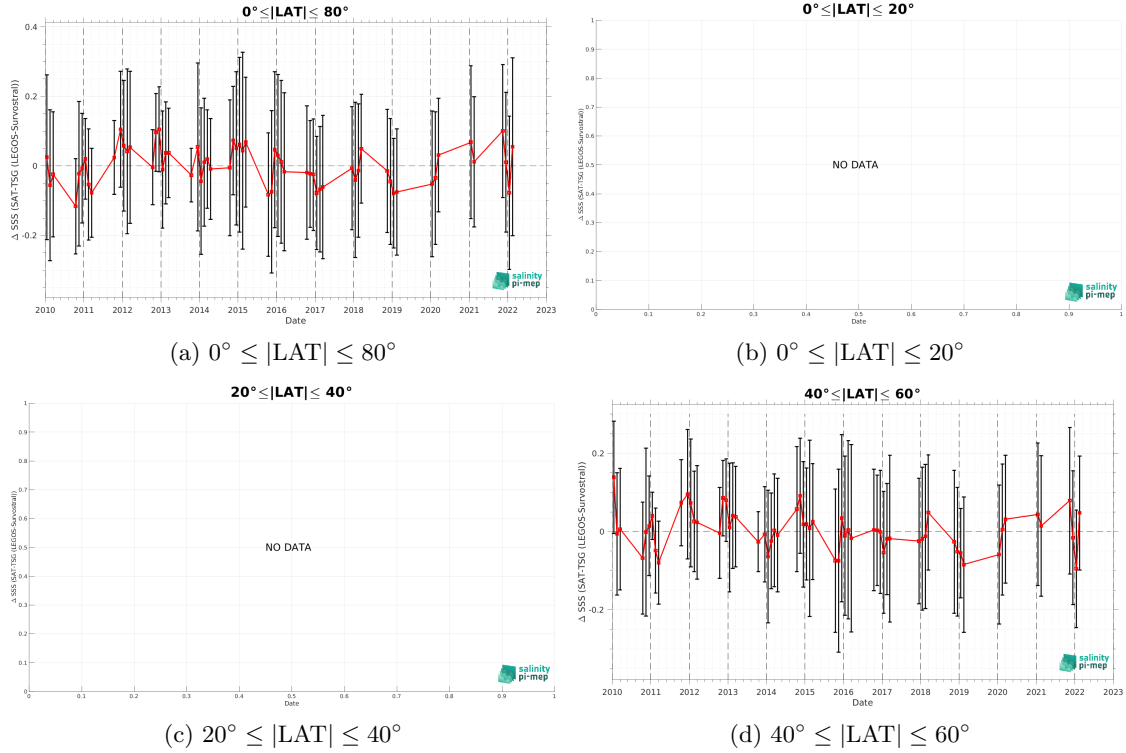 0°≤|LAT|≤ 80°
0.4
0.2
0
-0.2
Δ SSS (SAT-TSG (LEGOS-Survostral))
2010 2011 2012 2013 2014 2015 2016 2017 2018 2019 2020 2021 2022 2023
Date
salinity
pi-mep
(a) 0° ≤ |LAT| ≤ 80°
0°≤|LAT|≤ 20°
1
0.9
0.8
0.7
0.6
0.5
0.4
0.3
0.2
0.1
0
Δ SSS (SAT-TSG (LEGOS-Survostral))
NO DATA
0 0.1 0.2 0.3 0.4 0.5 0.6 0.7 0.8 0.9 1
Date
salinity
pi-mep
(b) 0° ≤ |LAT| ≤ 20°
20°≤|LAT|≤ 40°
1
0.9
0.8
0.7
0.6
0.5
0.4
0.3
0.2
0.1
0
Δ SSS (SAT-TSG (LEGOS-Survostral))
NO DATA
0 0.1 0.2 0.3 0.4 0.5 0.6 0.7 0.8 0.9 1
Date
salinity
pi-mep
(c) 20° ≤ |LAT| ≤ 40°
40°≤|LAT|≤ 60°
0.2
0
-0.2
Δ SSS (SAT-TSG (LEGOS-Survostral))
2010 2011 2012 2013 2014 2015 2016 2017 2018 2019 2020 2021 2022 2023
Date
salinity
pi-mep
(d) 40° ≤ |LAT| ≤ 60°